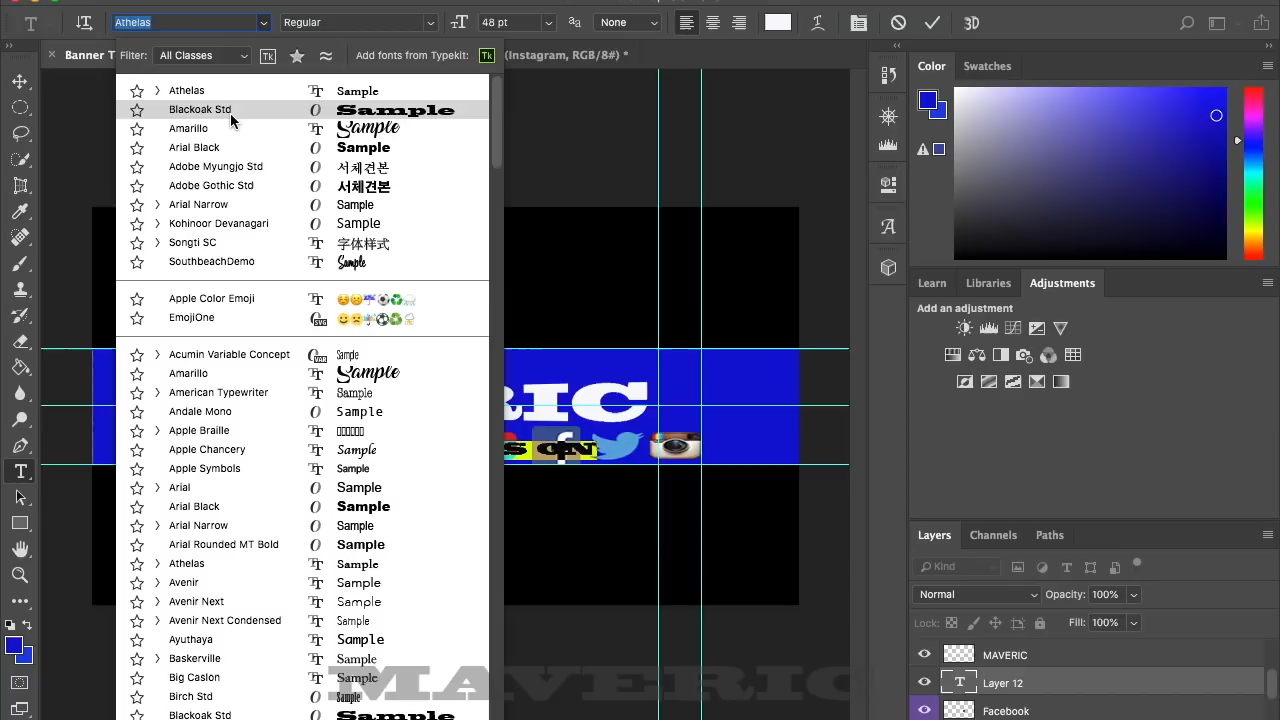 Athelas Regular 48 pt None 3D
Banner T Filter: All Classes Add fonts from Typekit: Tk (Instagram, RGB/8#) *
Athelas Sample
Blackoak Std Sample
Amarillo Sample
Arial Black Sample
Adobe Myungjo Std 서체견본
Adobe Gothic Std 서체견본
Arial Narrow Sample
Kohinoor Devanagari Sample
Songti SC 字体样式
SouthbeachDemo Sample
Apple Color Emoji
EmojiOne
Acumin Variable Concept Sample
Amarillo Sample
American Typewriter Sample
Andale Mono Sample
Apple Braille
Apple Chancery Sample
Apple Symbols Sample
Arial Sample
Arial Black Sample
Arial Narrow Sample
Arial Rounded MT Bold Sample
Athelas Sample
Avenir Sample
Avenir Next Sample
Avenir Next Condensed Sample
Ayuthaya Sample
Baskerville Sample
Big Caslon Sample
Birch Std Sample
Blackoak Std Sample
RIC
S ON
MAVERIC
Color Swatches
Learn Libraries Adjustments
Add an adjustment
Layers Channels Paths
Kind
Normal Opacity: 100%
Lock: Fill: 100%
MAVERIC
Layer 12
Facebook